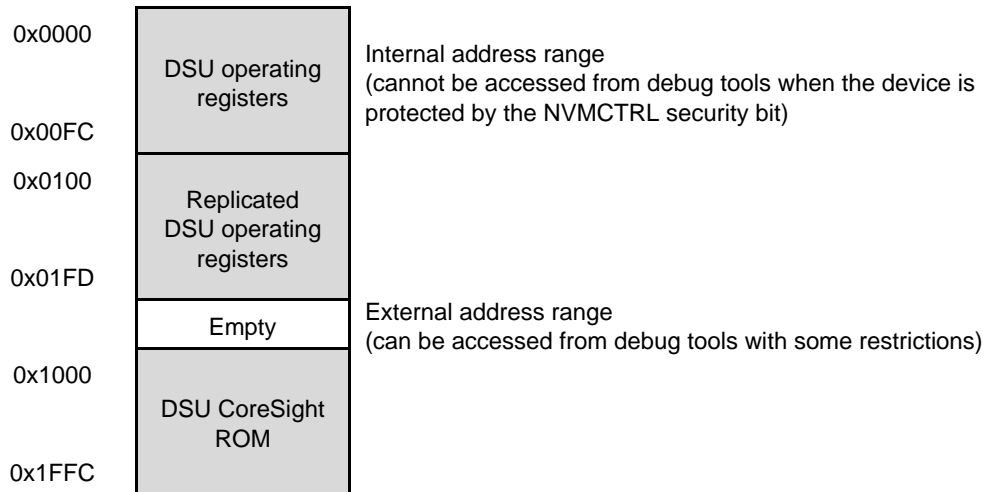 0x0000
DSU operating
registers
Internal address range
(cannot be accessed from debug tools when the device is
protected by the NVMCTRL security bit)
0x00FC
0x0100
Replicated
DSU operating
registers
0x01FD
Empty
External address range
(can be accessed from debug tools with some restrictions)
0x1000
DSU CoreSight
ROM
0x1FFC